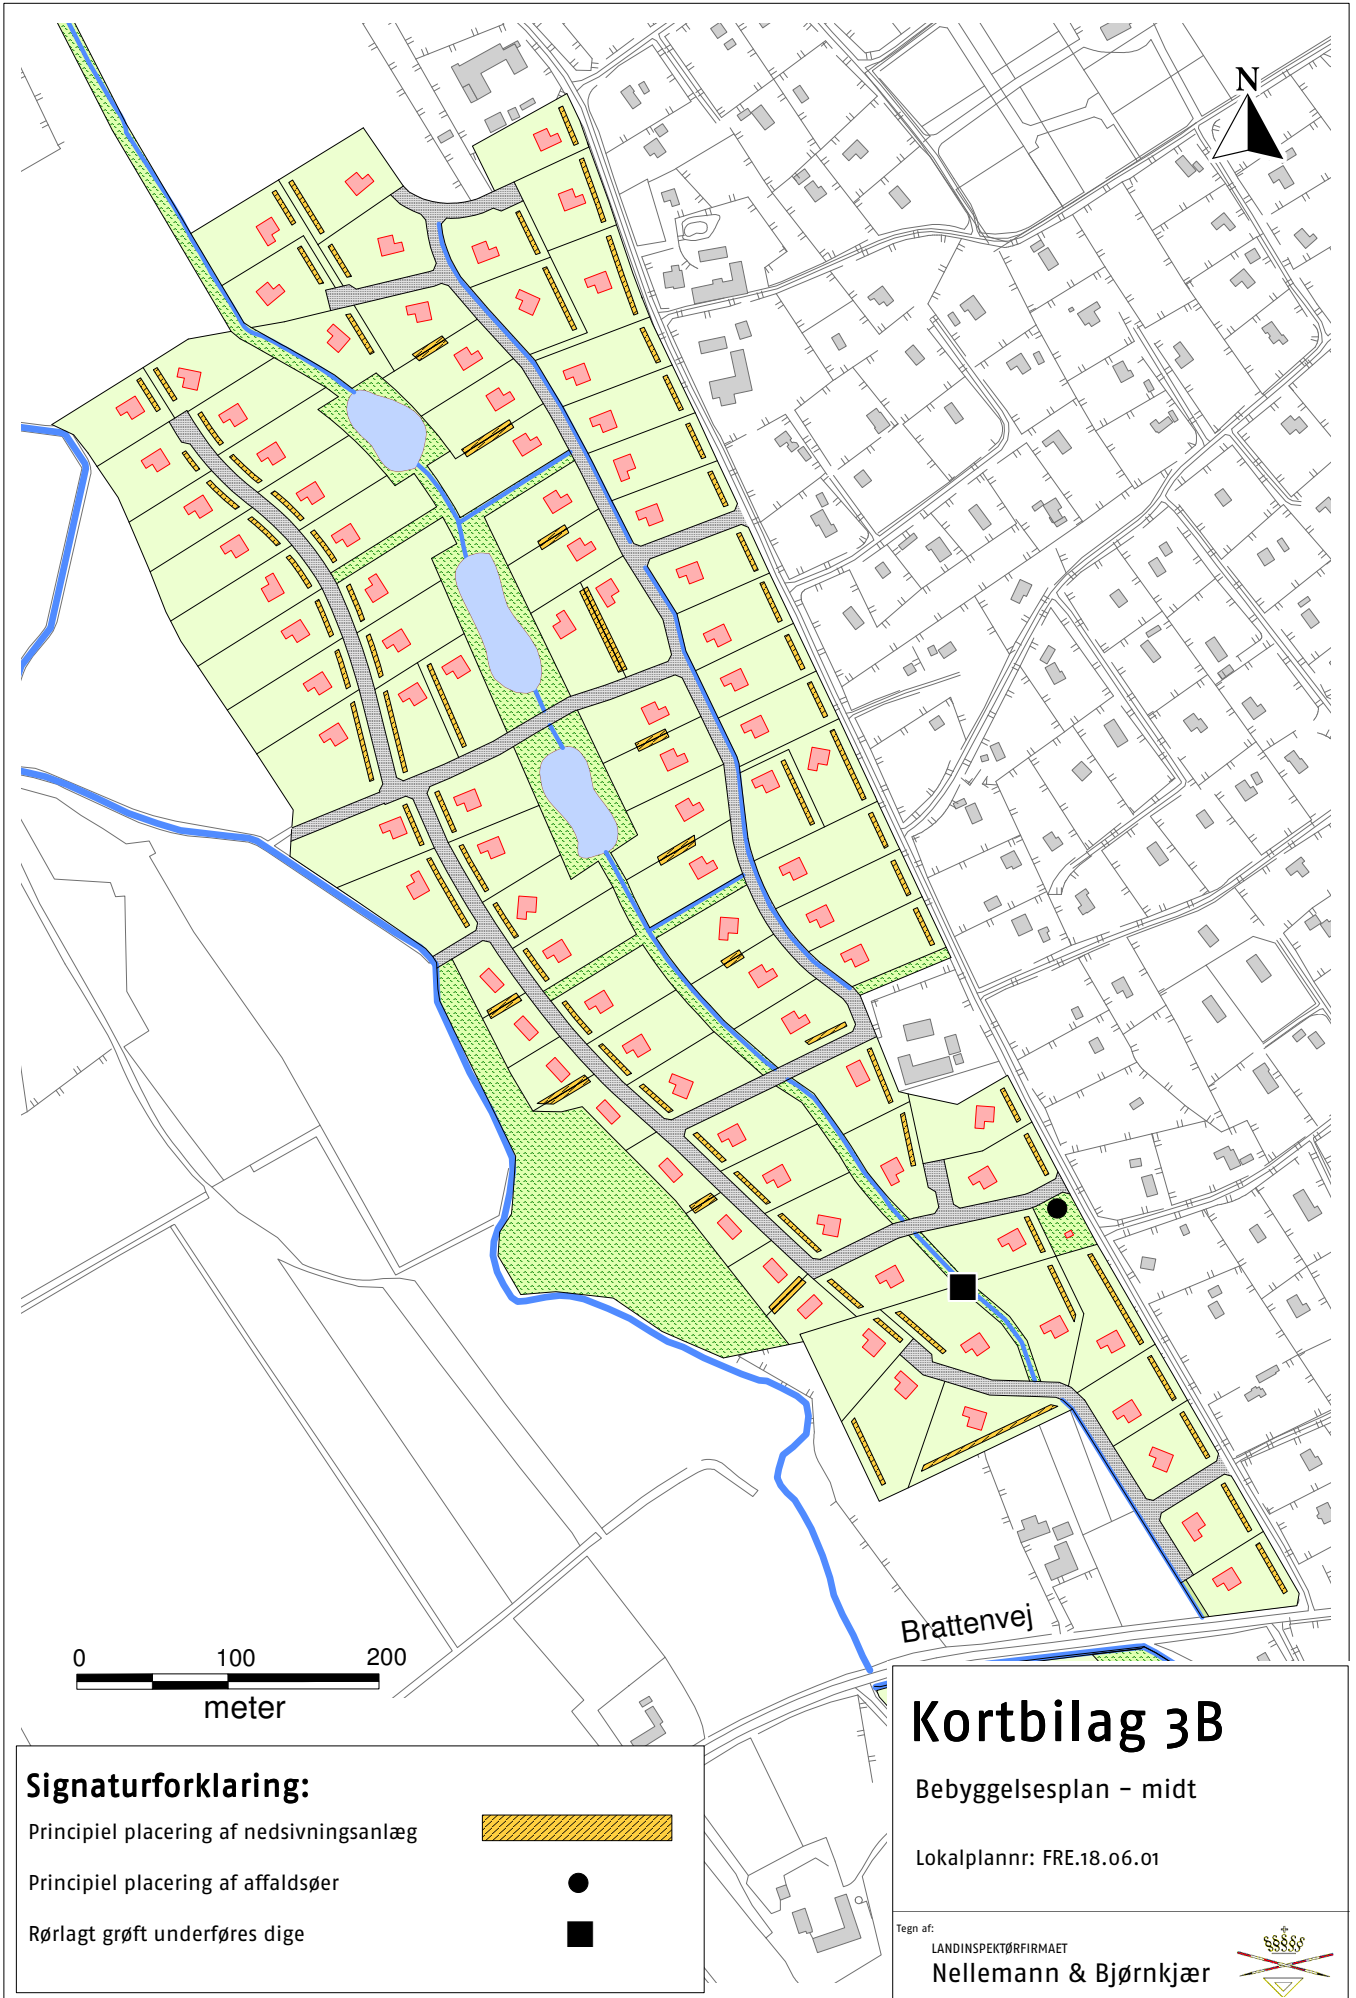 N
Brattenvej
0 100 200
meter
Signaturforklaring:
Principiel placering af nedsivningsanlæg
Principiel placering af affaldsøer
Rørlagt grøft underføres dige
Kortbilag 3B
Bebyggelsesplan - midt
Lokalplannr: FRE.18.06.01
Tegn af:
LANDINSPEKTØRFIRMAET
Nellemann & Bjørnkjær
§§§§§